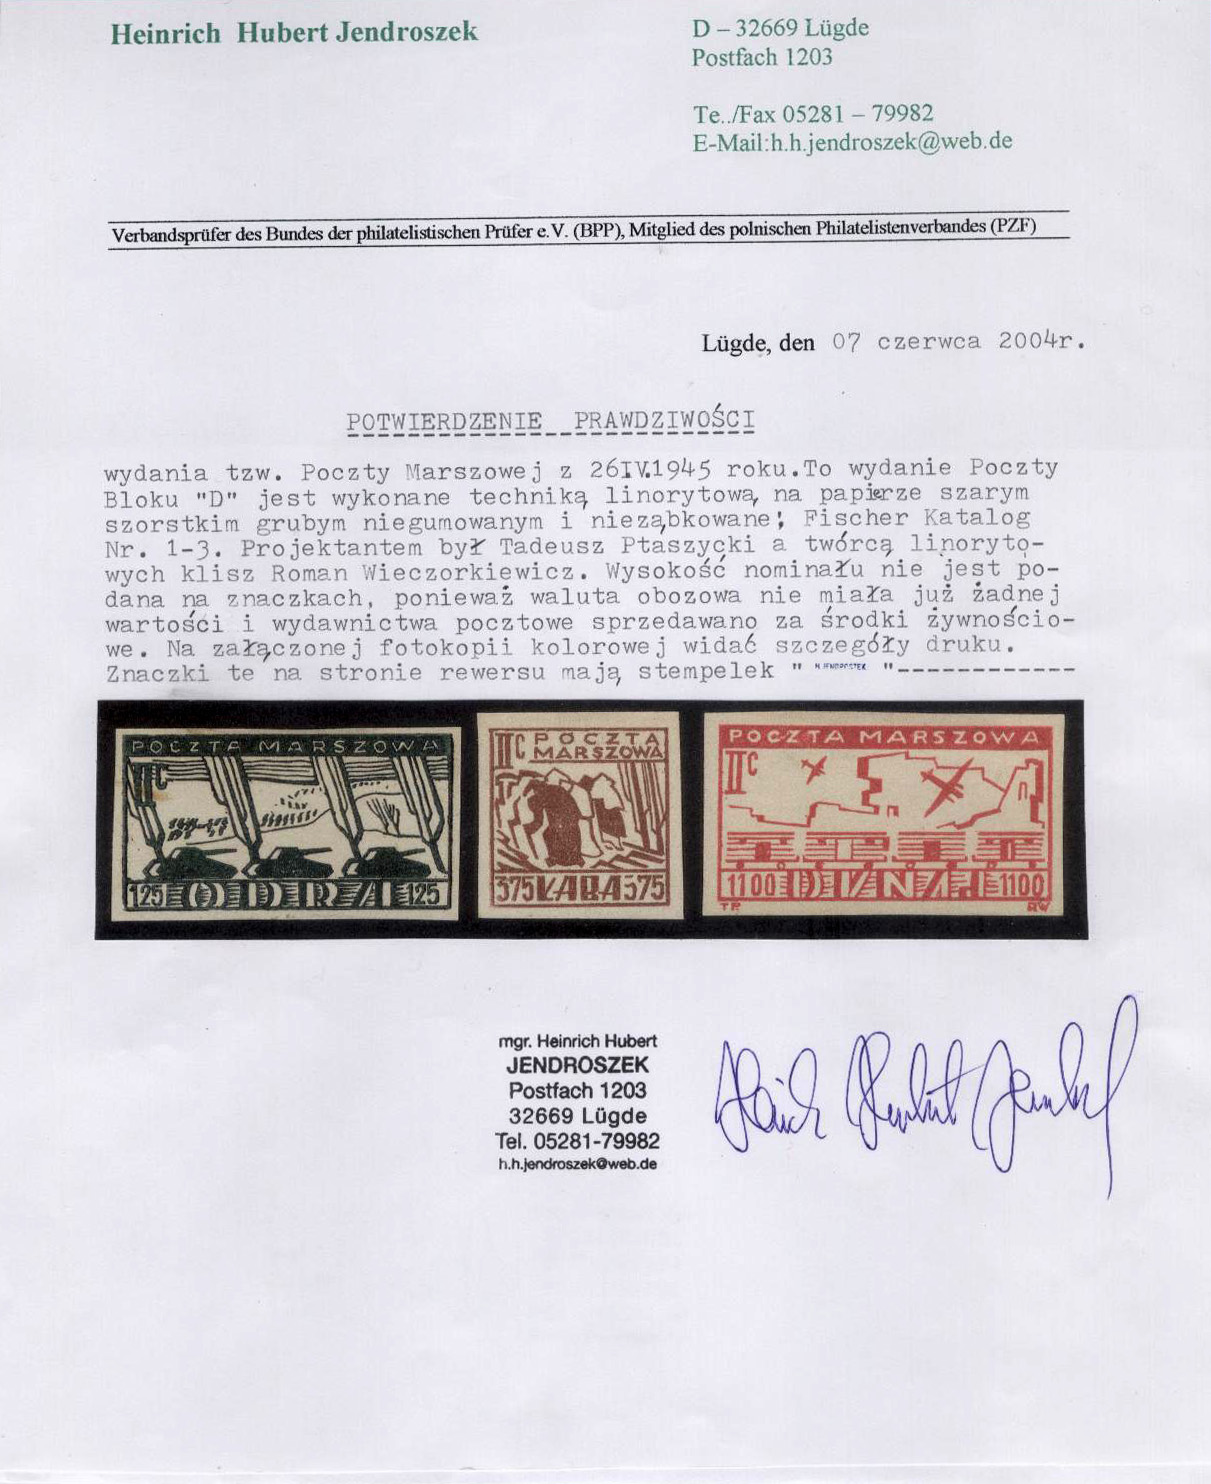 Heinrich Hubert Jendroszek
D – 32669 Lügde
Postfach 1203
Te../Fax 05281 – 79982
E-Mail:h.h.jendroszek@web.de
Verbandsprüfer des Bundes der philatelistischen Prüfer e.V. (BPP), Mitglied des polnischen Philatelistenverbandes (PZF)
Lügde, den 07 czerwca 2004r.
POTWIERDZENIE PRAWDZIWOŚCI
wydania tzw. Poczty Marszowej z 26IV.1945 roku.To wydanie Poczty
Bloku "D" jest wykonane techniką linorytową, na papierze szarym
szorstkim grubym niegumowanym i nieząbkowane; Fischer Katalog
Nr. 1-3. Projektantem był Tadeusz Ptaszycki a twórcą linoryto-
wych klisz Roman Wieczorkiewicz. Wysokość nominału nie jest po-
dana na znaczkach, ponieważ waluta obozowa nie miała już żadnej
wartości i wydawnictwa pocztowe sprzedawano za środki żywnościo-
we. Na załączonej fotokopii kolorowej widać szczegóły druku.
Znaczki te na stronie rewersu mają stempelek " H.JENDROSZEK "------------
POCZTA MARSZOWA
II C
125 ODRA 125
II C POCZTA
MARSZOWA
375 ŁABA 375
POCZTA MARSZOWA
II C
1100 DYNAJ 1100
TP RW
mgr. Heinrich Hubert
JENDROSZEK
Postfach 1203
32669 Lügde
Tel. 05281-79982
h.h.jendroszek@web.de